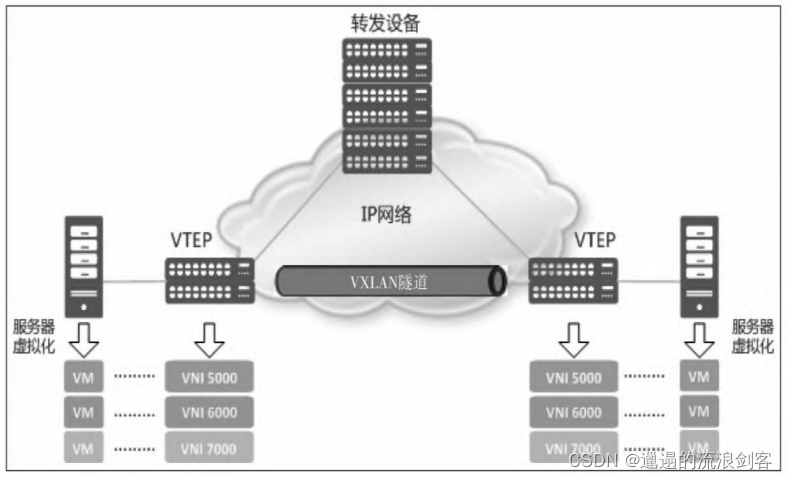 转发设备
IP网络
VTEP
VTEP
VXLAN隧道
服务器
虚拟化
服务器
虚拟化
VM
VNI 5000
VNI 5000
VM
VM
VNI 6000
VNI 6000
VM
VM
VNI 7000
VNI 7000
VM
CSDN @邋遢的流浪剑客